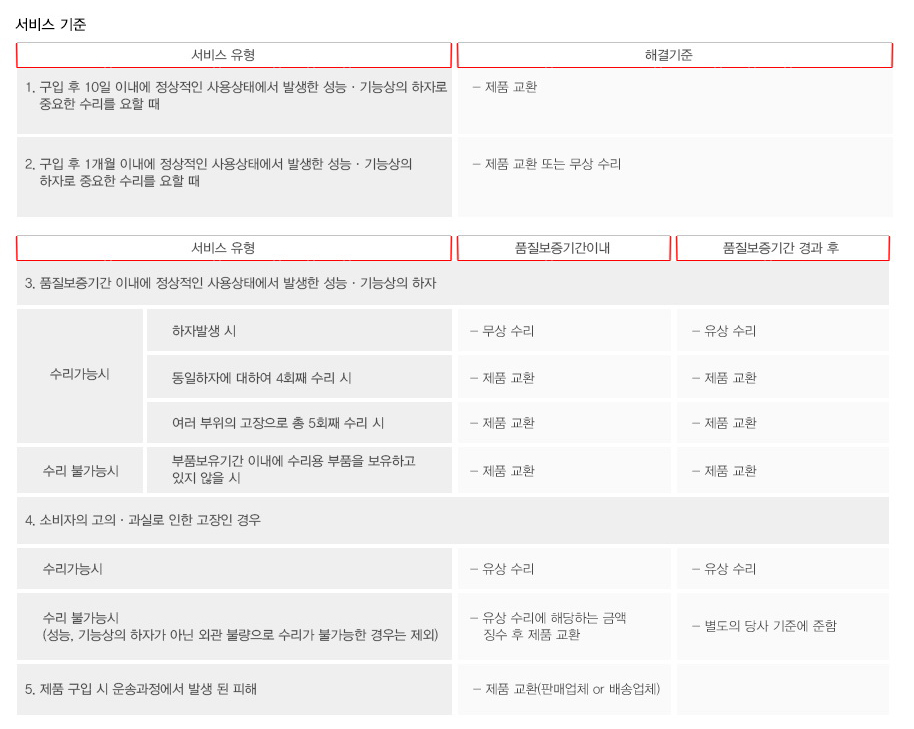 서비스 기준
서비스 유형
해결기준
1. 구입 후 10일 이내에 정상적인 사용상태에서 발생한 성능·기능상의 하자로
중요한 수리를 요할 때
– 제품 교환
2. 구입 후 1개월 이내에 정상적인 사용상태에서 발생한 성능·기능상의
하자로 중요한 수리를 요할 때
– 제품 교환 또는 무상 수리
서비스 유형
품질보증기간이내
품질보증기간 경과 후
3. 품질보증기간 이내에 정상적인 사용상태에서 발생한 성능·기능상의 하자
수리가능시
하자발생 시
– 무상 수리
– 유상 수리
동일하자에 대하여 4회째 수리 시
– 제품 교환
– 제품 교환
여러 부위의 고장으로 총 5회째 수리 시
– 제품 교환
– 제품 교환
수리 불가능시
부품보유기간 이내에 수리용 부품을 보유하고
있지 않을 시
– 제품 교환
– 제품 교환
4. 소비자의 고의·과실로 인한 고장인 경우
수리가능시
– 유상 수리
– 유상 수리
수리 불가능시
(성능, 기능상의 하자가 아닌 외관 불량으로 수리가 불가능한 경우는 제외)
– 유상 수리에 해당하는 금액
징수 후 제품 교환
– 별도의 당사 기준에 준함
5. 제품 구입 시 운송과정에서 발생 된 피해
– 제품 교환(판매업체 or 배송업체)